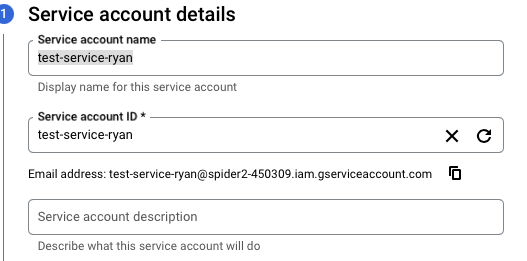 1 Service account details
Service account name
test-service-ryan
Display name for this service account
Service account ID *
test-service-ryan
Email address: test-service-ryan@spider2-450309.iam.gserviceaccount.com
Service account description
Describe what this service account will do